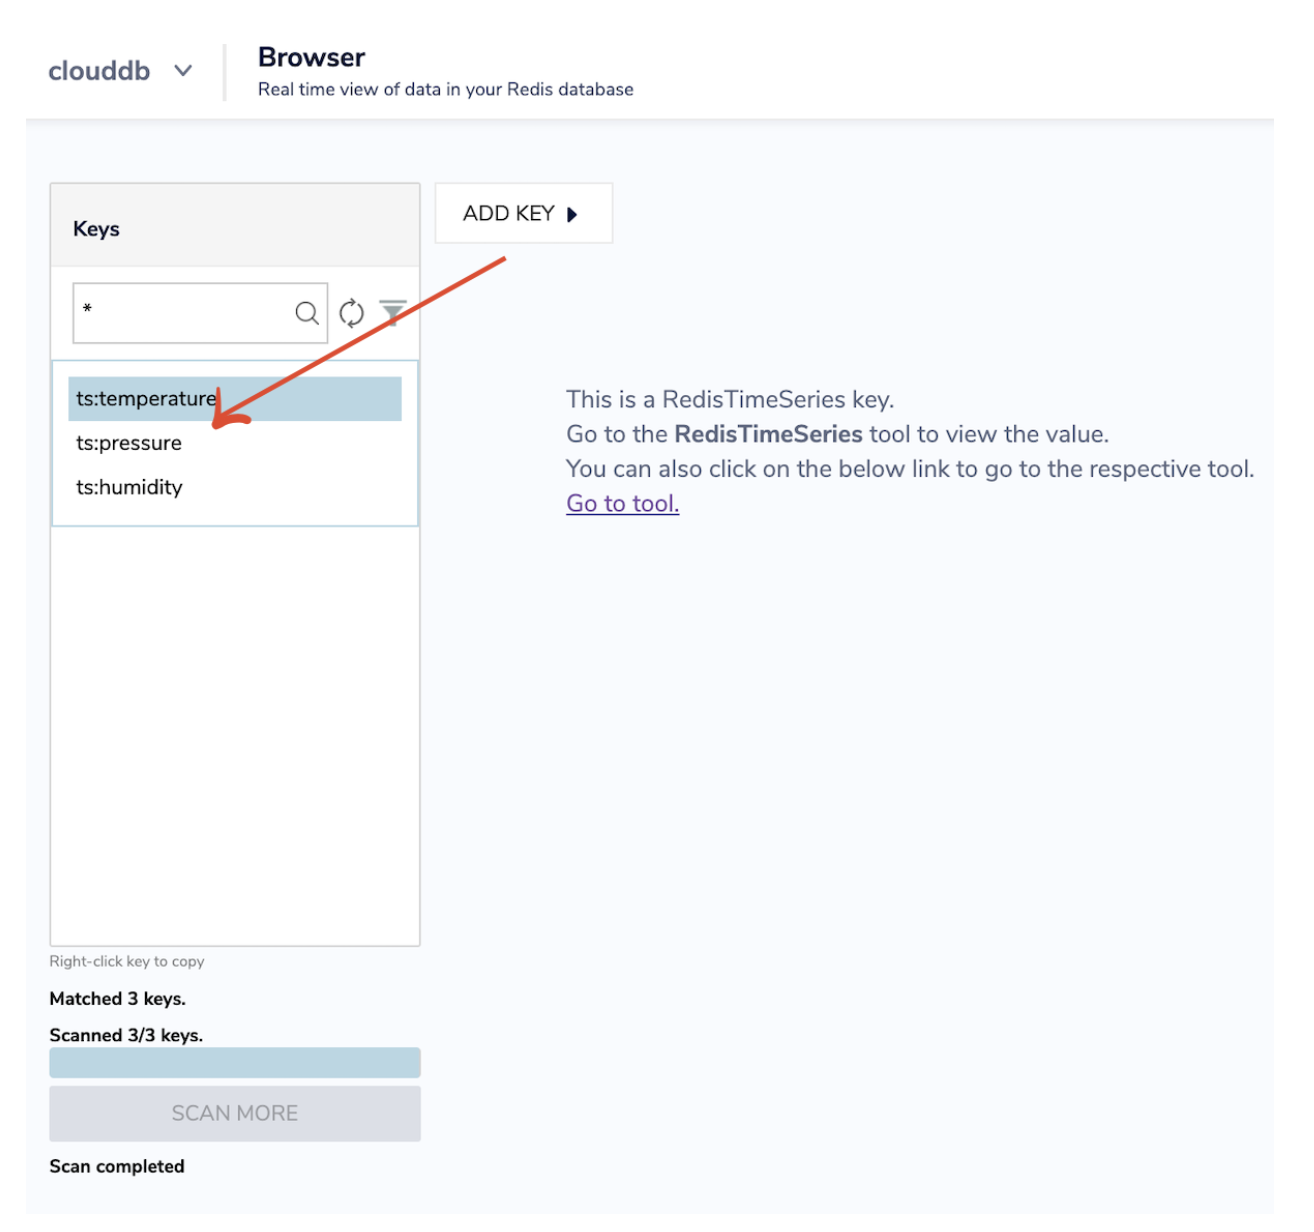 clouddb
Browser
Real time view of data in your Redis database
Keys
ADD KEY
*
ts:temperature
ts:pressure
ts:humidity
This is a RedisTimeSeries key.
Go to the RedisTimeSeries tool to view the value.
You can also click on the below link to go to the respective tool.
Go to tool.
Right-click key to copy
Matched 3 keys.
Scanned 3/3 keys.
SCAN MORE
Scan completed